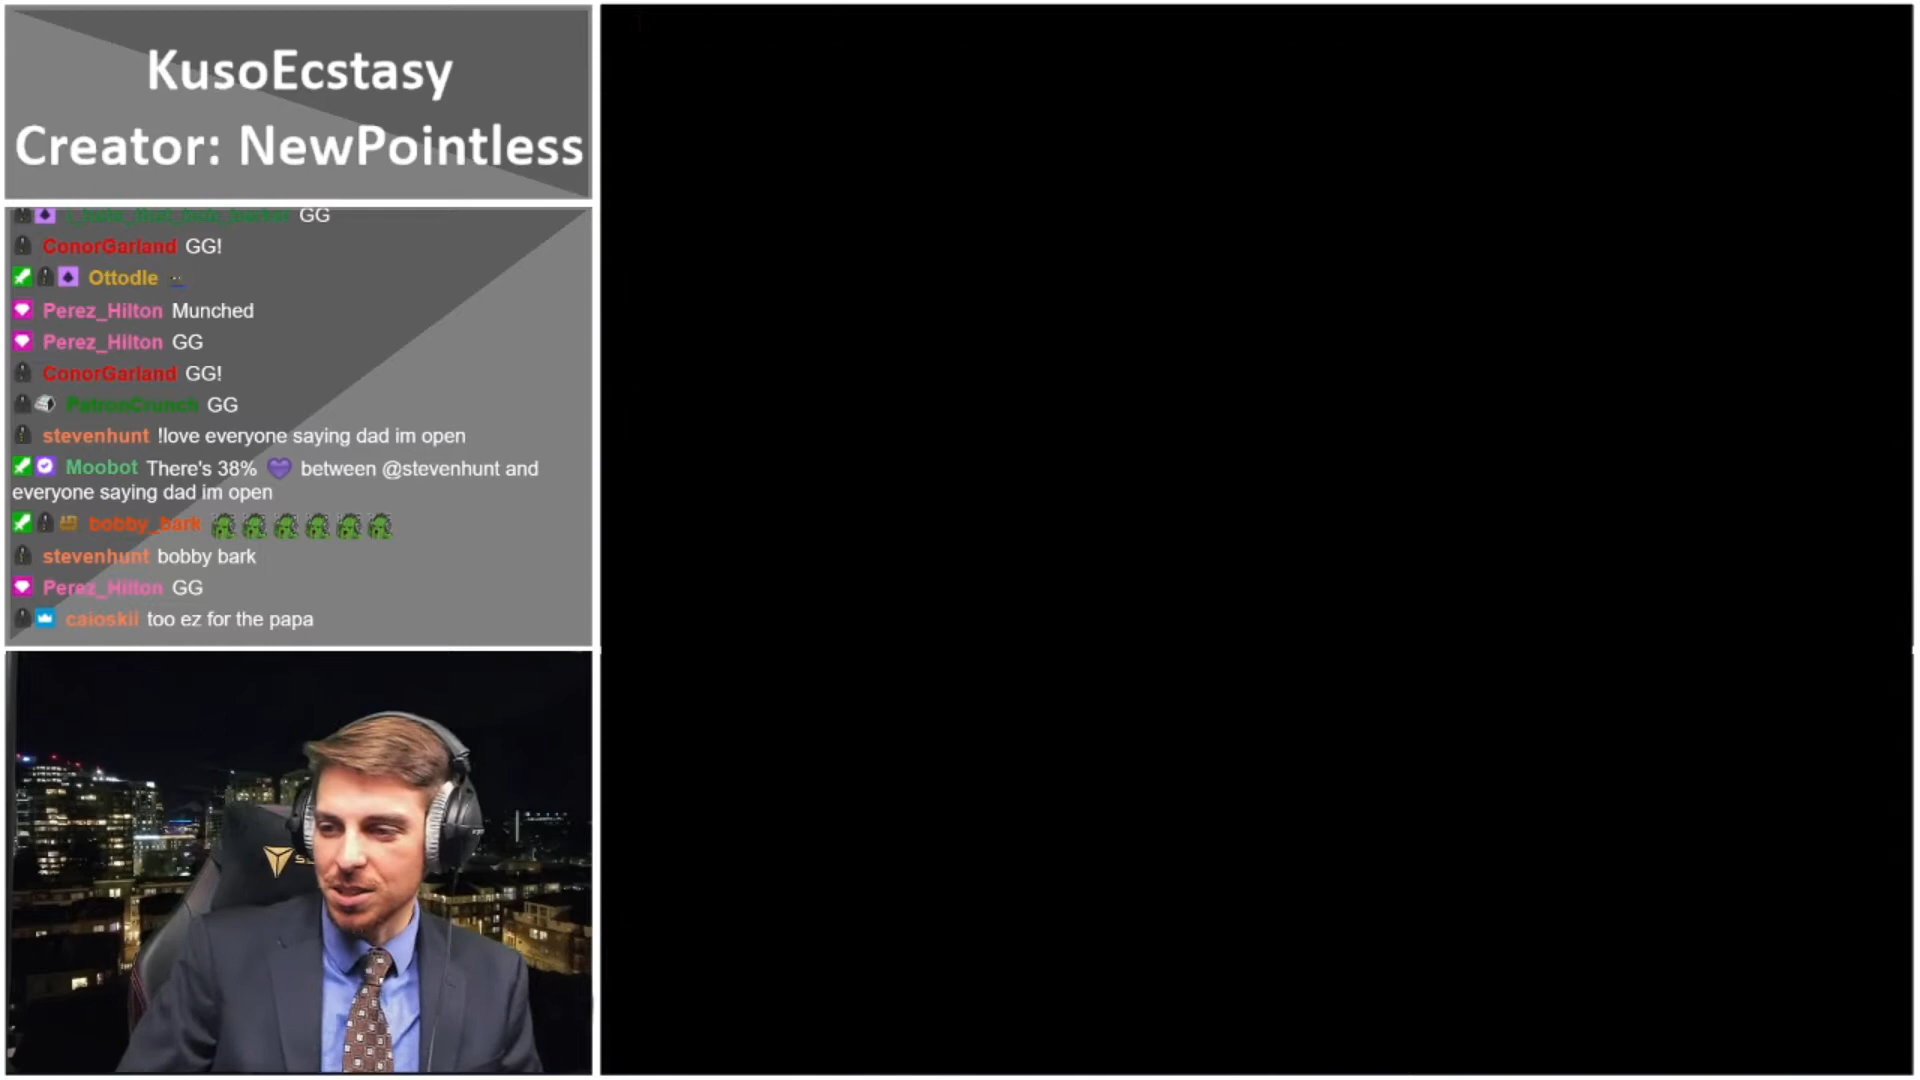 KusoEcstasy
Creator: NewPointless
GG
ConorGarland GG!
Ottodle
Perez_Hilton Munched
Perez_Hilton GG
ConorGarland GG!
PatronCrunch GG
stevenhunt !love everyone saying dad im open
Moobot There's 38% 💜 between @stevenhunt and
everyone saying dad im open
bobby_bark
stevenhunt bobby bark
Perez_Hilton GG
caioskii too ez for the papa